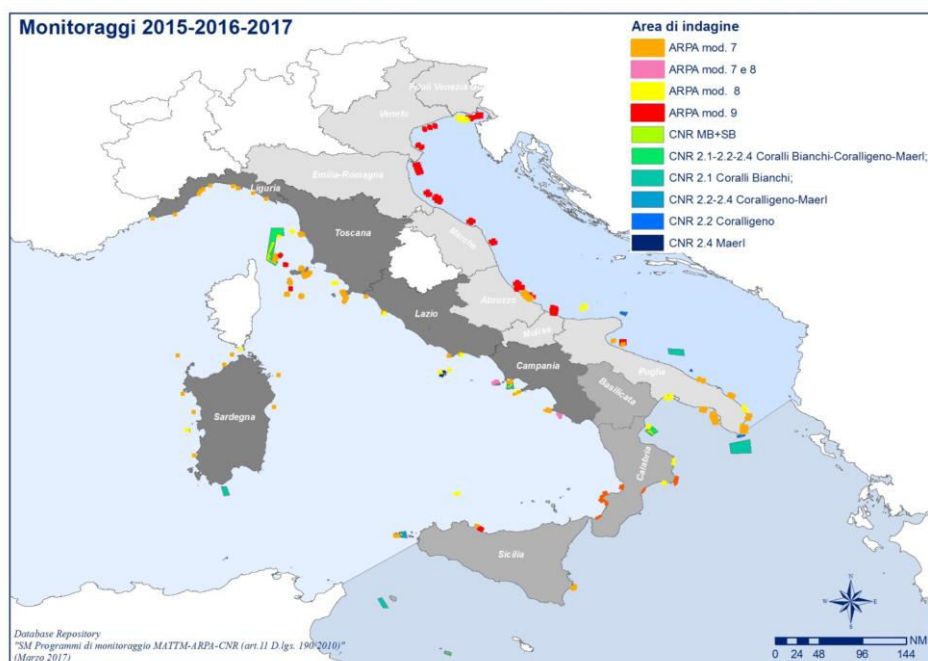 Monitoraggi 2015-2016-2017
Area di indagine
ARPA mod. 7
ARPA mod. 7 e 8
ARPA mod. 8
ARPA mod. 9
CNR MB+SB
CNR 2.1-2.2-2.4 Coralli Bianchi-Coralligeno-Maerl;
CNR 2.1 Coralli Bianchi;
CNR 2.2-2.4 Coralligeno-Maerl
CNR 2.2 Coralligeno
CNR 2.4 Maerl
Friuli Venezia
Veneto
Emilia-Romagna
Liguria
Toscana
Marche
Abruzzo
Lazio
Molise
Campania
Puglia
Basilicata
Sardegna
Calabria
Sicilia
N
W
E
S
NM
0 24 48 96 144
Database Repository
"SM Programmi di monitoraggio MATTM-ARPA-CNR (art.11 D.lgs. 190/2010)"
(Marzo 2017)